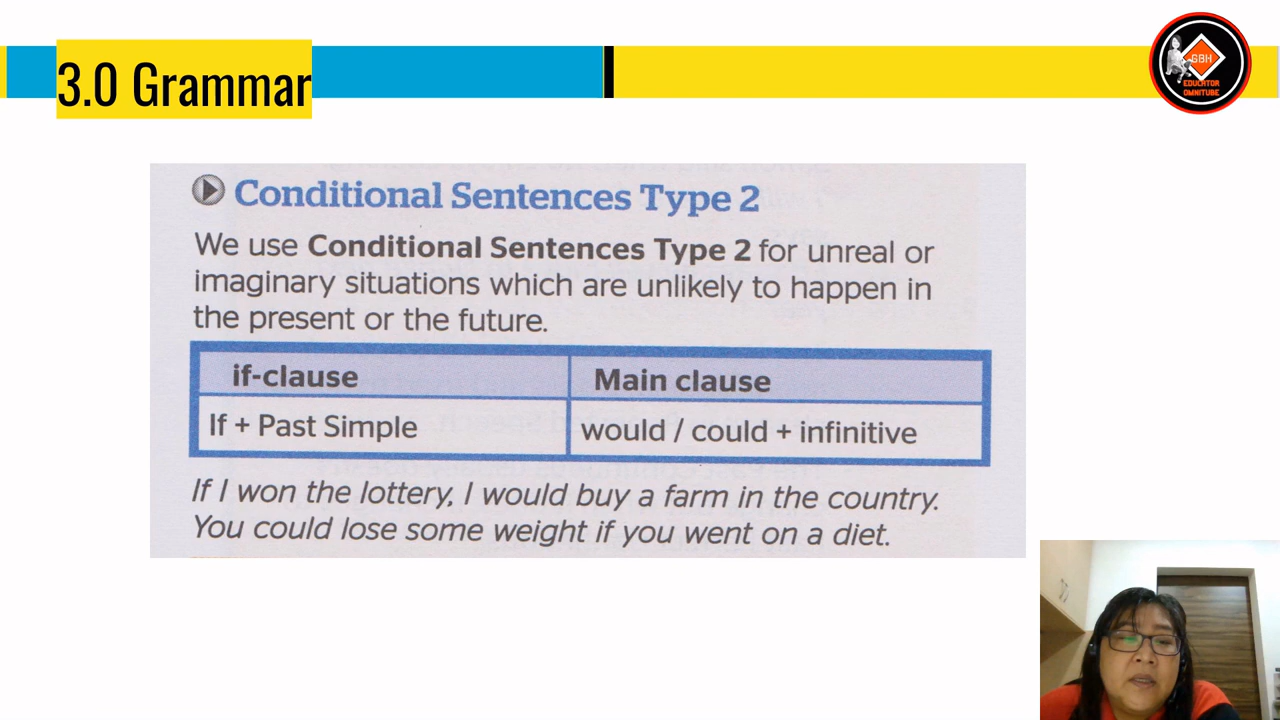 3.0 Grammar
GBH
EDUCATOR
OMNITUBE
Conditional Sentences Type 2
We use Conditional Sentences Type 2 for unreal or
imaginary situations which are unlikely to happen in
the present or the future.
if-clause
Main clause
If + Past Simple
would / could + infinitive
If I won the lottery, I would buy a farm in the country.
You could lose some weight if you went on a diet.